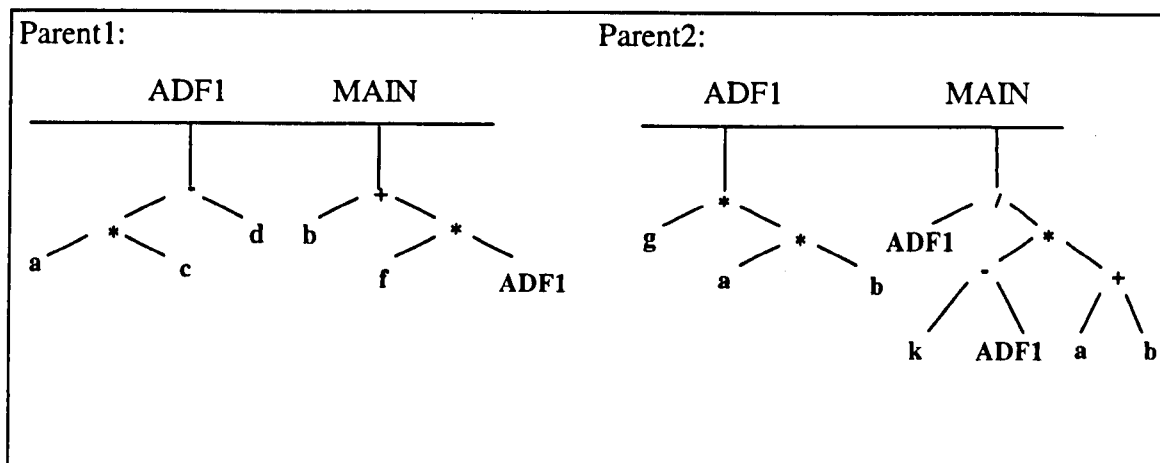 Parent1: Parent2:
ADF1 MAIN ADF1 MAIN
- + * /
* d b * g * ADF1 *
a c f ADF1 a b - +
k ADF1 a b